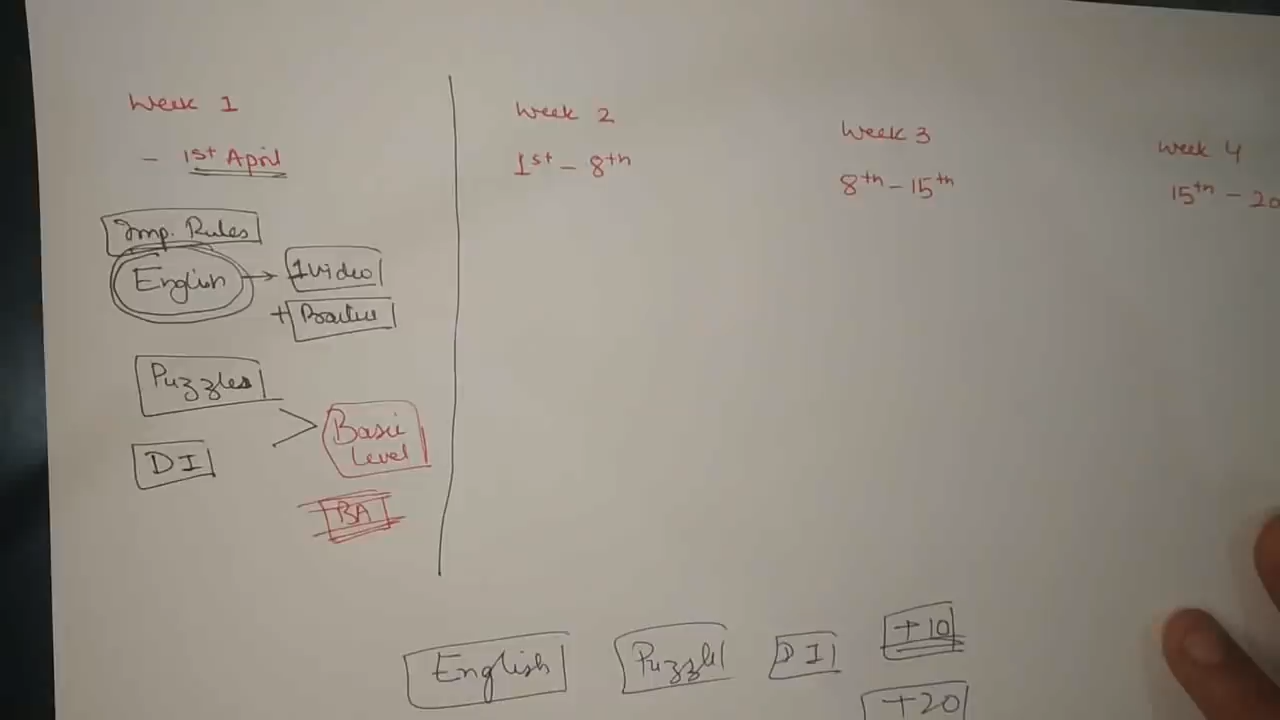 Week 1
- 1st April
Imp. Rules
English → 1 Video
+ Practice
Puzzles
DI
Basic
Level
BA
Week 2
1st - 8th
Week 3
8th - 15th
Week 4
15th - 20
English
Puzzle
DI
+10
+20